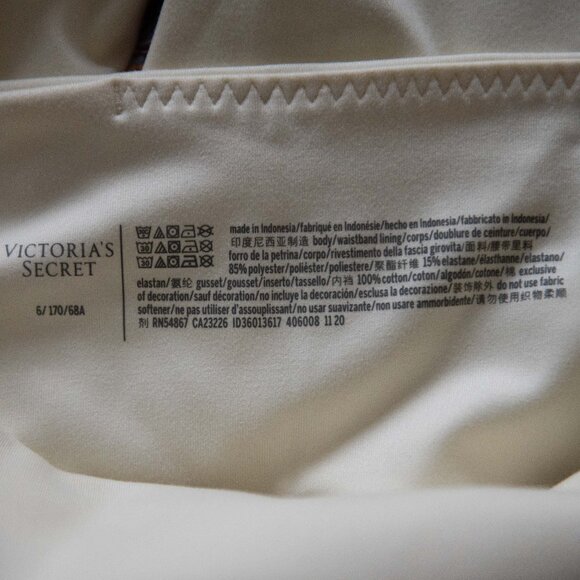 VICTORIA'S
SECRET
6/170/68A
30
30
30
made in Indonesia/fabriqué en Indonésie/hecho en Indonesia/fabbricato in Indonesia/
印度尼西亚制造 body/waistband lining/corps/doublure de ceinture/cuerpo/
forro de la petrina/corpo/rivestimento della fascia girovita/面料/腰带里料
85% polyester/poliéster/poliestere/聚酯纤维 15% elastane/élasthanne/elastano/
elastan/氨纶 gusset/gousset/inserto/tassello/内裆 100% cotton/coton/algodón/cotone/棉 exclusive
of decoration/sauf décoration/no incluye la decoración/esclusa la decorazione/装饰除外 do not use fabric
softener/ne pas utiliser d'assouplissant/no usar suavizante/non usare ammorbidente/请勿使用织物柔顺
剂 RN54867 CA23226 ID36013617 406008 11 20